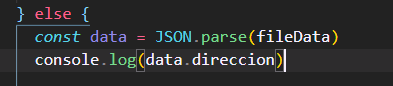 } else {
const data = JSON.parse(fileData)
console.log(data.direccion)